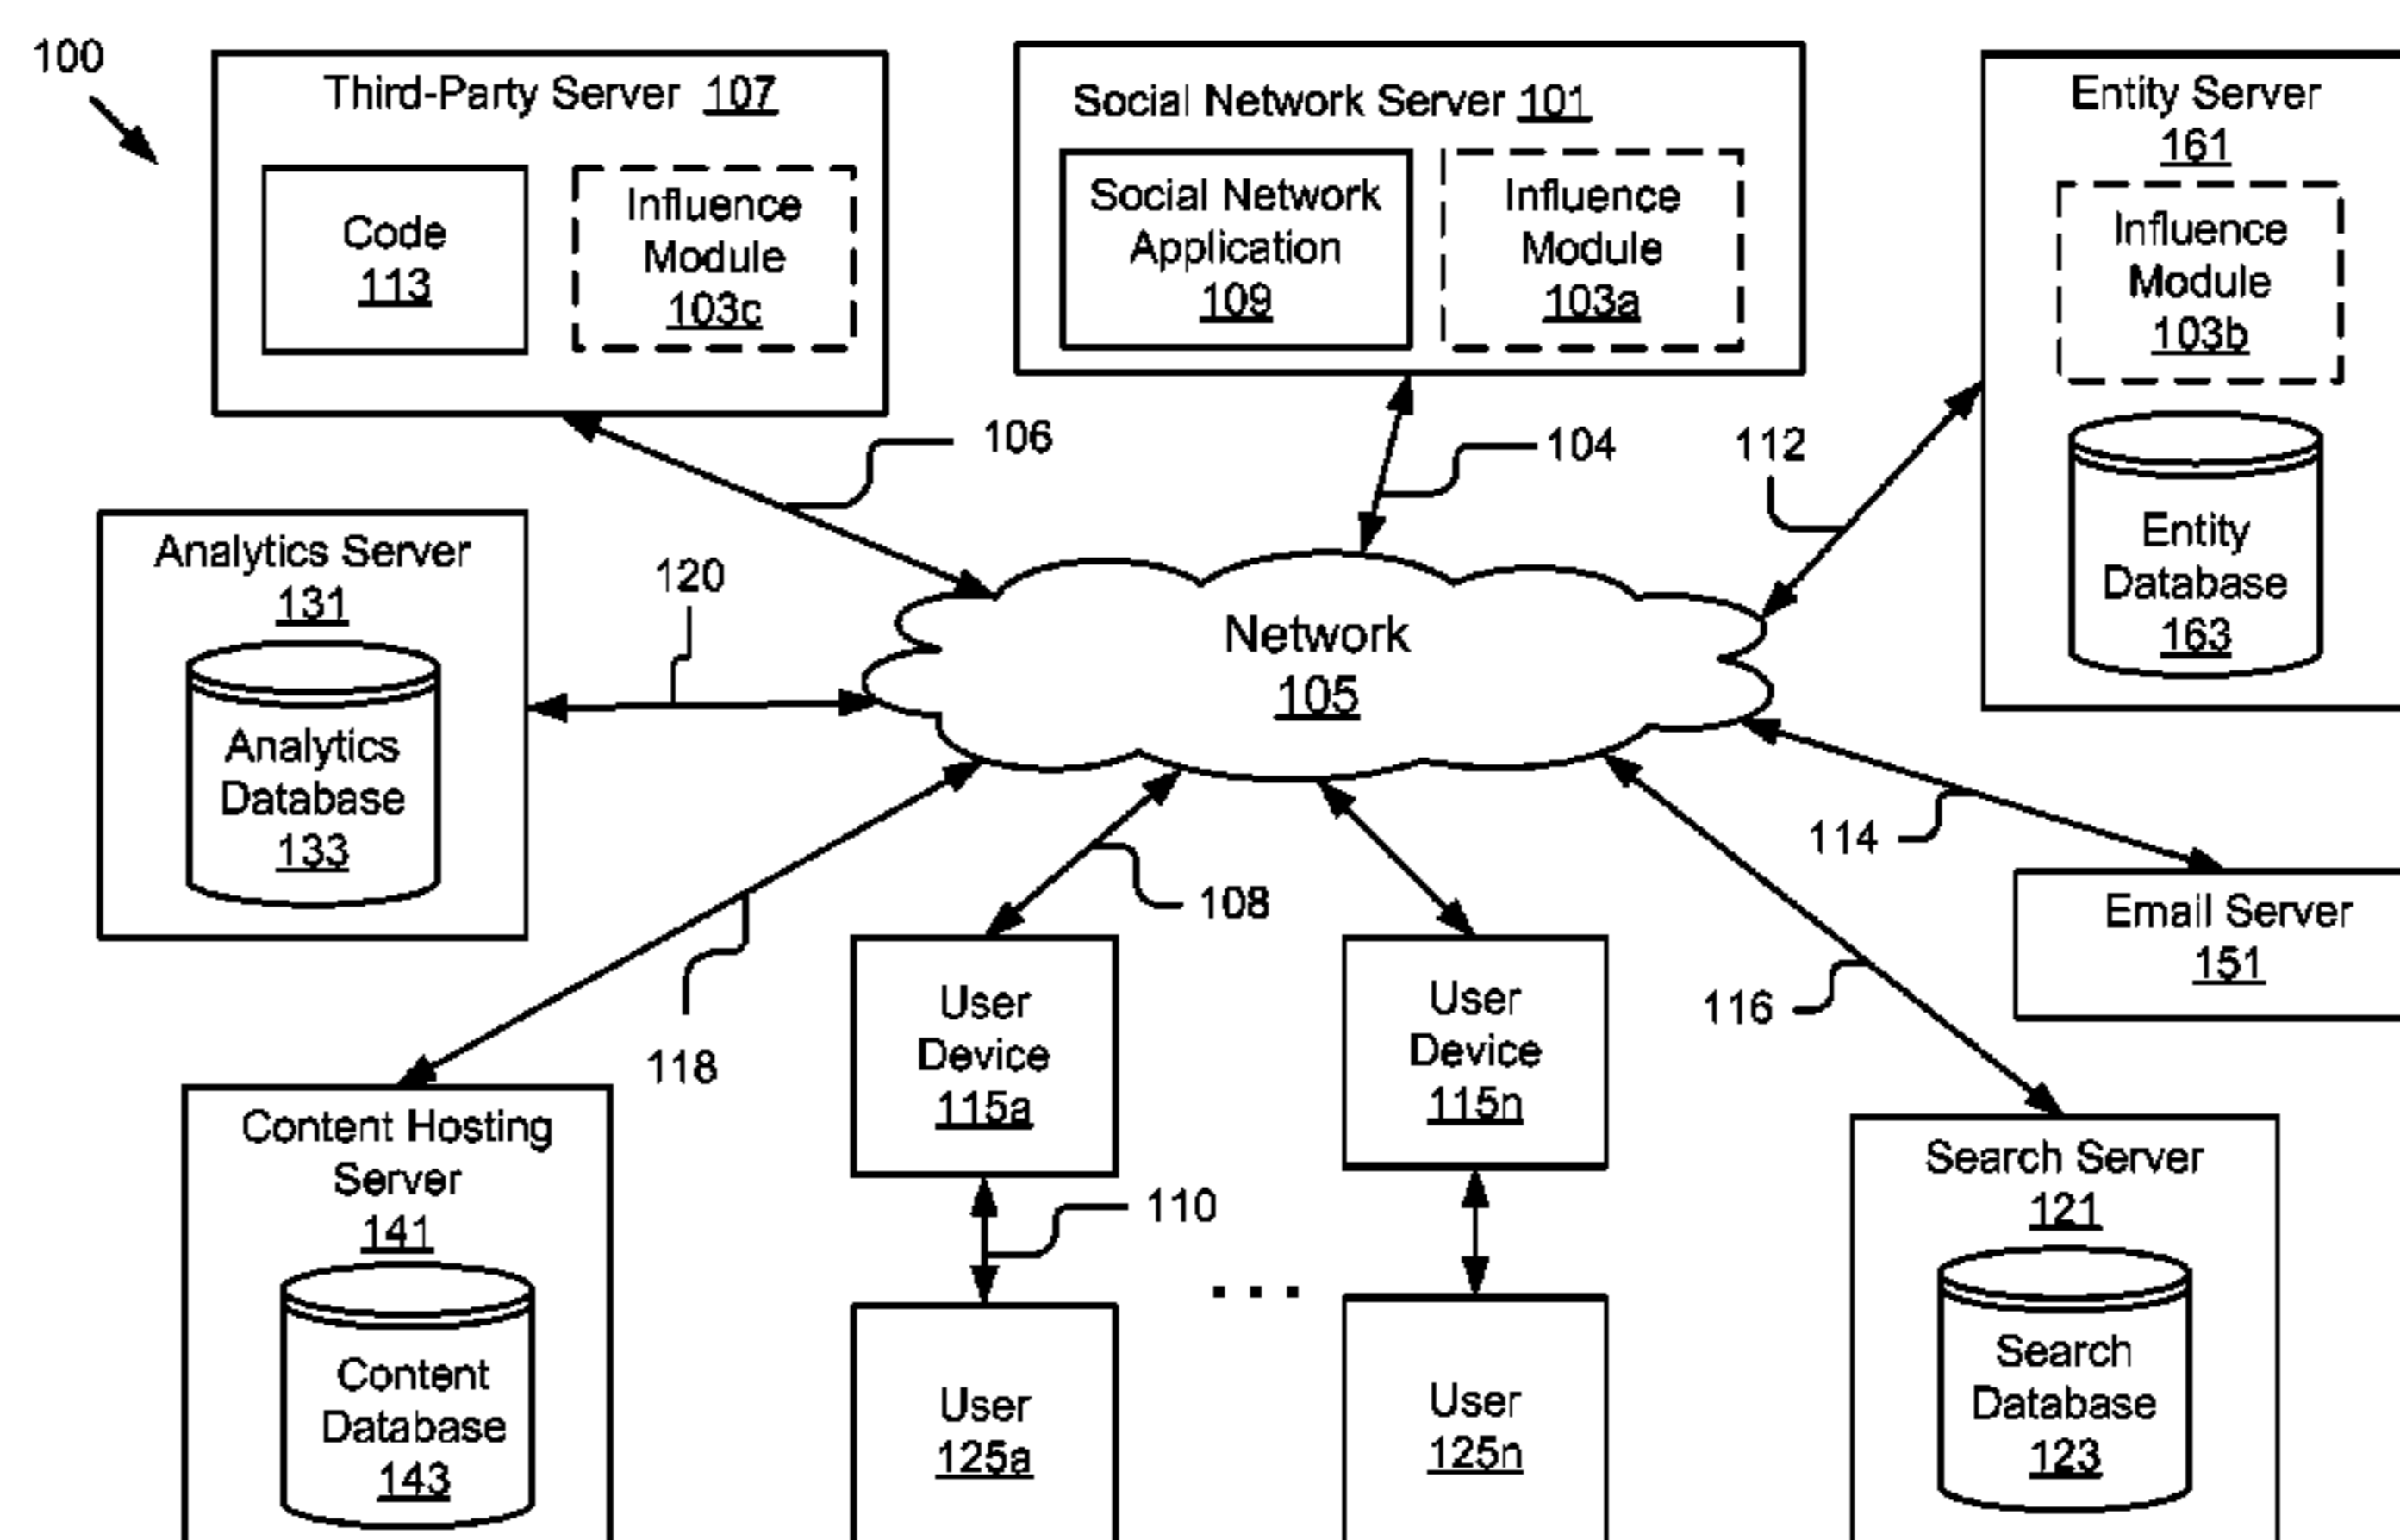 100
Third-Party Server 107
Code
113
Influence
Module
103c
Social Network Server 101
Social Network
Application
109
Influence
Module
103a
Entity Server
161
Influence
Module
103b
Entity
Database
163
106
104
112
Analytics Server
131
Analytics
Database
133
120
Network
105
114
Email Server
151
108
118
116
User
Device
115a
User
Device
115n
110
Content Hosting
Server
141
Content
Database
143
User
125a
. . .
User
125n
Search Server
121
Search
Database
123